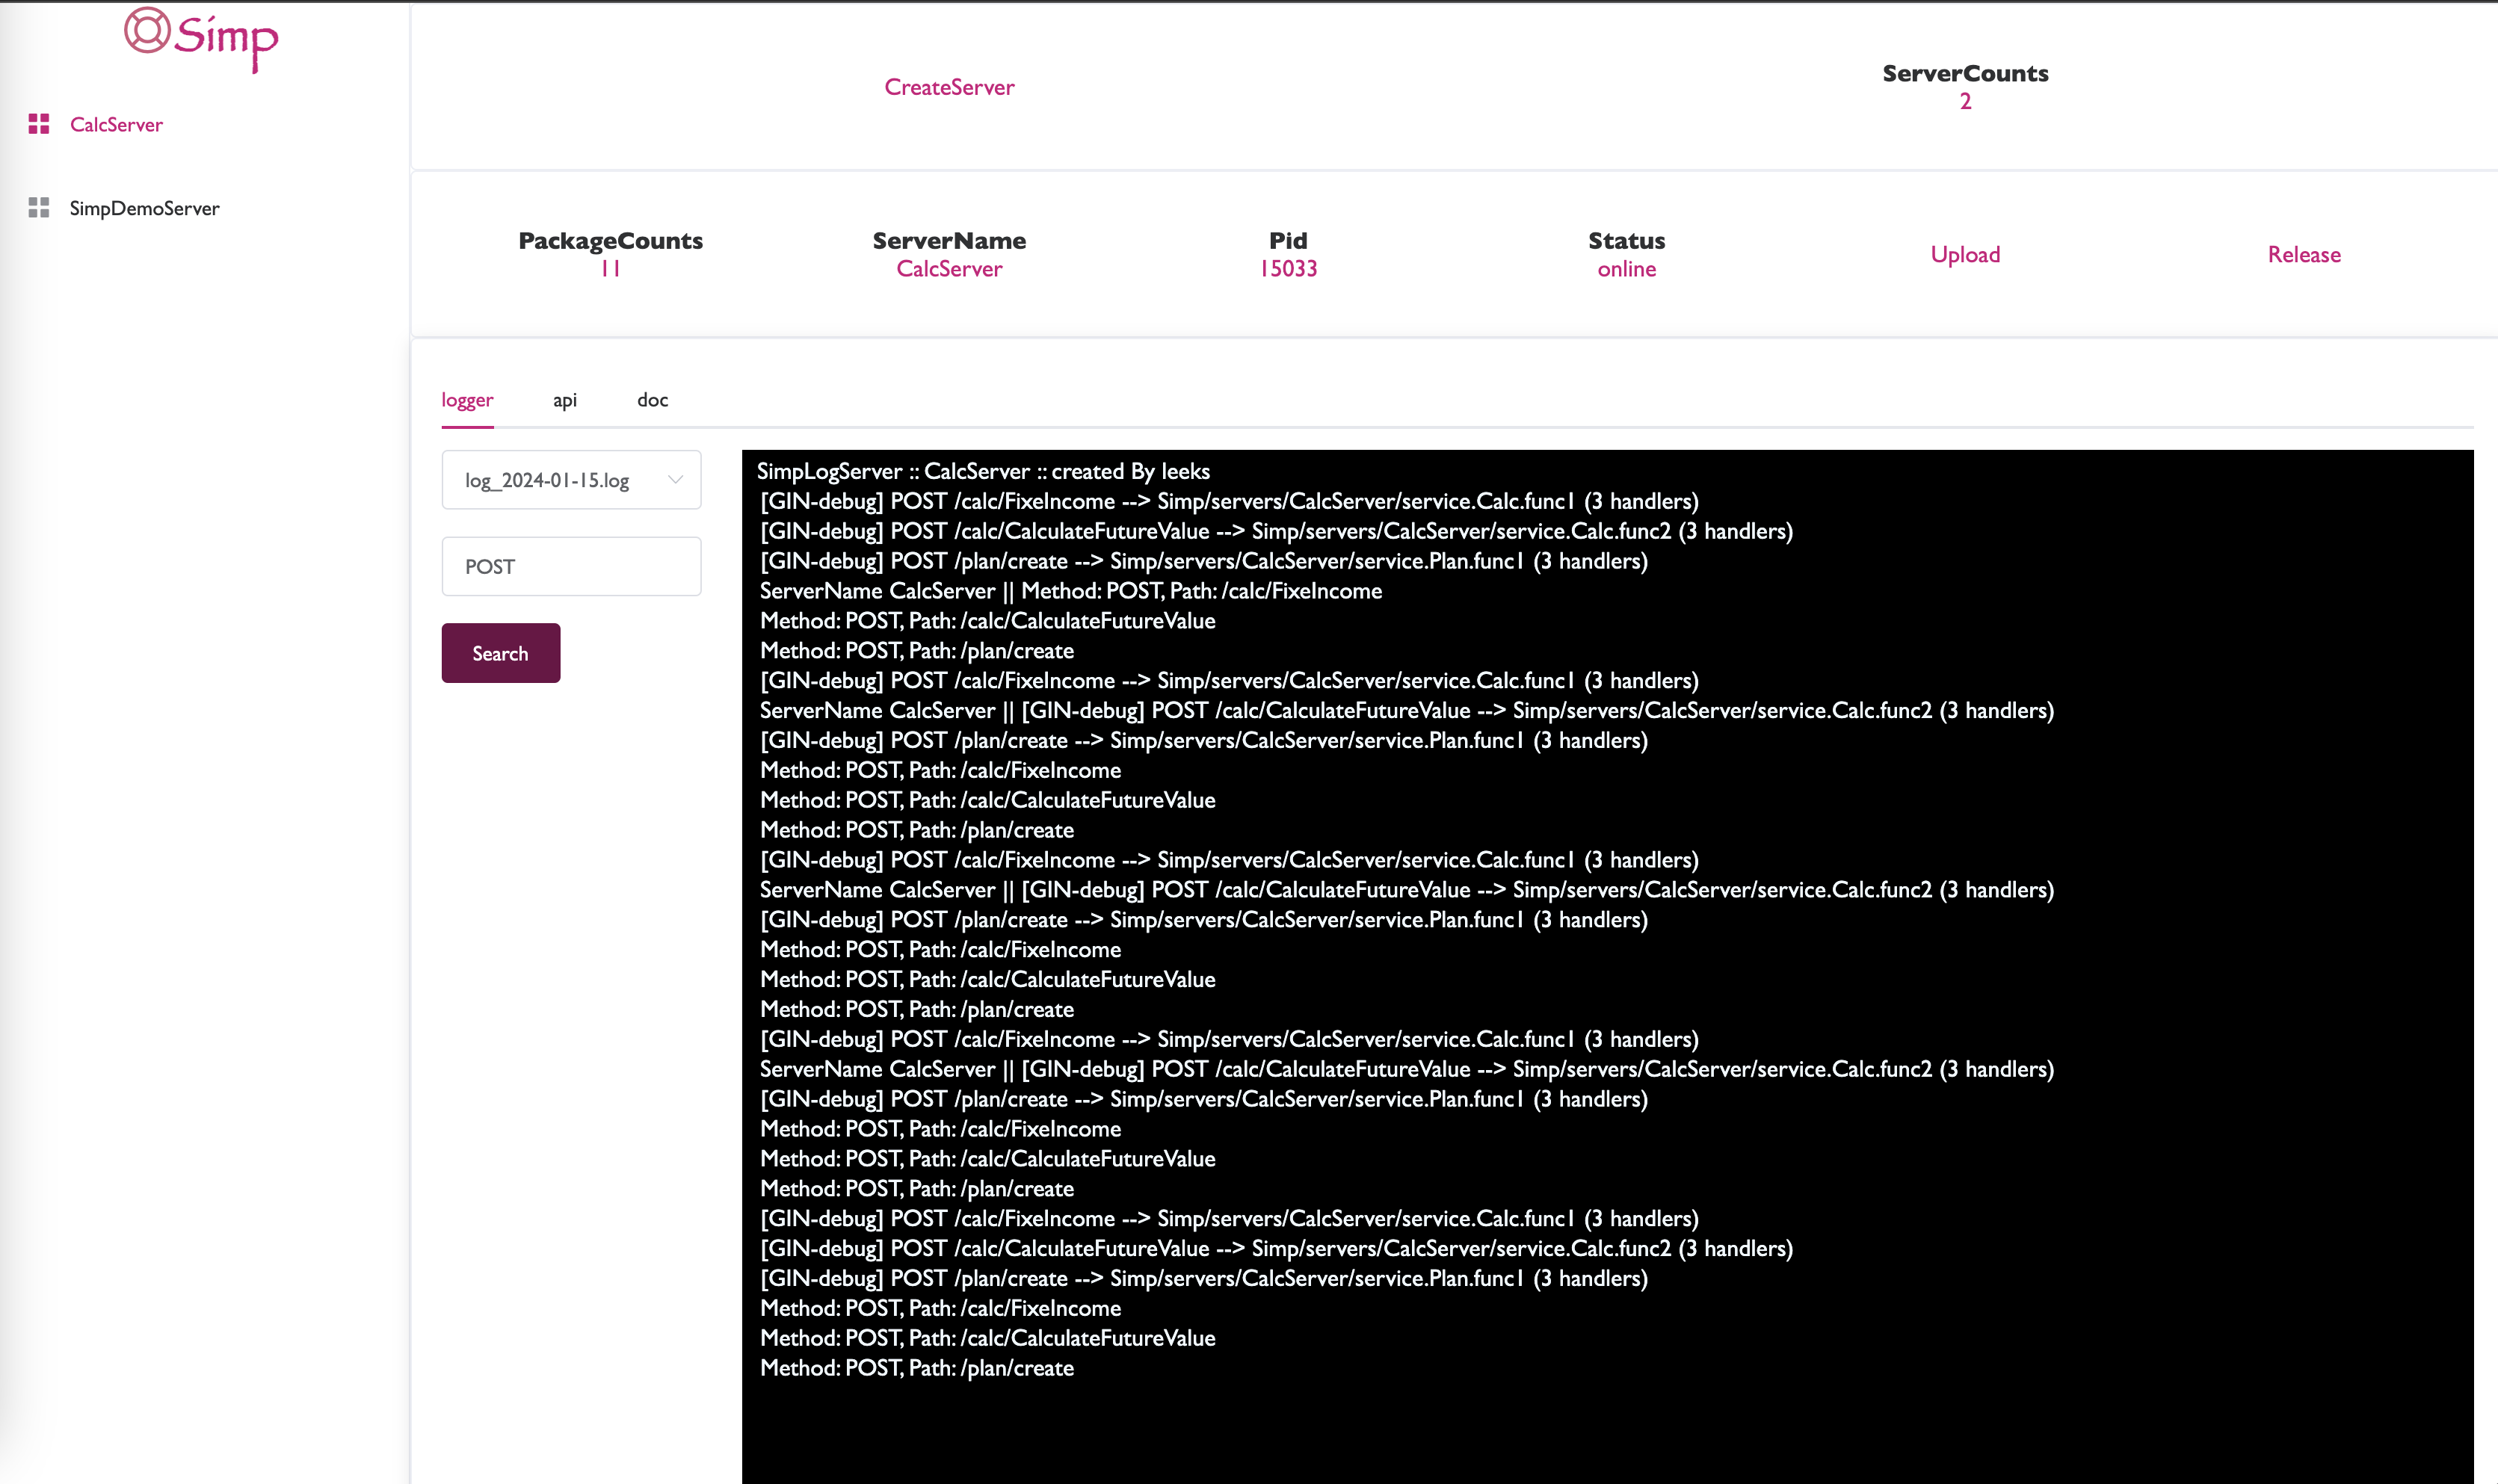 Simp
CalcServer
SimpDemoServer
CreateServer
ServerCounts
2
PackageCounts
11
ServerName
CalcServer
Pid
15033
Status
online
Upload
Release
logger api doc
log_2024-01-15.log
POST
Search
SimpLogServer :: CalcServer :: created By leeks
[GIN-debug] POST /calc/FixeIncome --> Simp/servers/CalcServer/service.Calc.func1 (3 handlers)
[GIN-debug] POST /calc/CalculateFutureValue --> Simp/servers/CalcServer/service.Calc.func2 (3 handlers)
[GIN-debug] POST /plan/create --> Simp/servers/CalcServer/service.Plan.func1 (3 handlers)
ServerName CalcServer || Method: POST, Path: /calc/FixeIncome
Method: POST, Path: /calc/CalculateFutureValue
Method: POST, Path: /plan/create
[GIN-debug] POST /calc/FixeIncome --> Simp/servers/CalcServer/service.Calc.func1 (3 handlers)
ServerName CalcServer || [GIN-debug] POST /calc/CalculateFutureValue --> Simp/servers/CalcServer/service.Calc.func2 (3 handlers)
[GIN-debug] POST /plan/create --> Simp/servers/CalcServer/service.Plan.func1 (3 handlers)
Method: POST, Path: /calc/FixeIncome
Method: POST, Path: /calc/CalculateFutureValue
Method: POST, Path: /plan/create
[GIN-debug] POST /calc/FixeIncome --> Simp/servers/CalcServer/service.Calc.func1 (3 handlers)
ServerName CalcServer || [GIN-debug] POST /calc/CalculateFutureValue --> Simp/servers/CalcServer/service.Calc.func2 (3 handlers)
[GIN-debug] POST /plan/create --> Simp/servers/CalcServer/service.Plan.func1 (3 handlers)
Method: POST, Path: /calc/FixeIncome
Method: POST, Path: /calc/CalculateFutureValue
Method: POST, Path: /plan/create
[GIN-debug] POST /calc/FixeIncome --> Simp/servers/CalcServer/service.Calc.func1 (3 handlers)
ServerName CalcServer || [GIN-debug] POST /calc/CalculateFutureValue --> Simp/servers/CalcServer/service.Calc.func2 (3 handlers)
[GIN-debug] POST /plan/create --> Simp/servers/CalcServer/service.Plan.func1 (3 handlers)
Method: POST, Path: /calc/FixeIncome
Method: POST, Path: /calc/CalculateFutureValue
Method: POST, Path: /plan/create
[GIN-debug] POST /calc/FixeIncome --> Simp/servers/CalcServer/service.Calc.func1 (3 handlers)
[GIN-debug] POST /calc/CalculateFutureValue --> Simp/servers/CalcServer/service.Calc.func2 (3 handlers)
[GIN-debug] POST /plan/create --> Simp/servers/CalcServer/service.Plan.func1 (3 handlers)
Method: POST, Path: /calc/FixeIncome
Method: POST, Path: /calc/CalculateFutureValue
Method: POST, Path: /plan/create